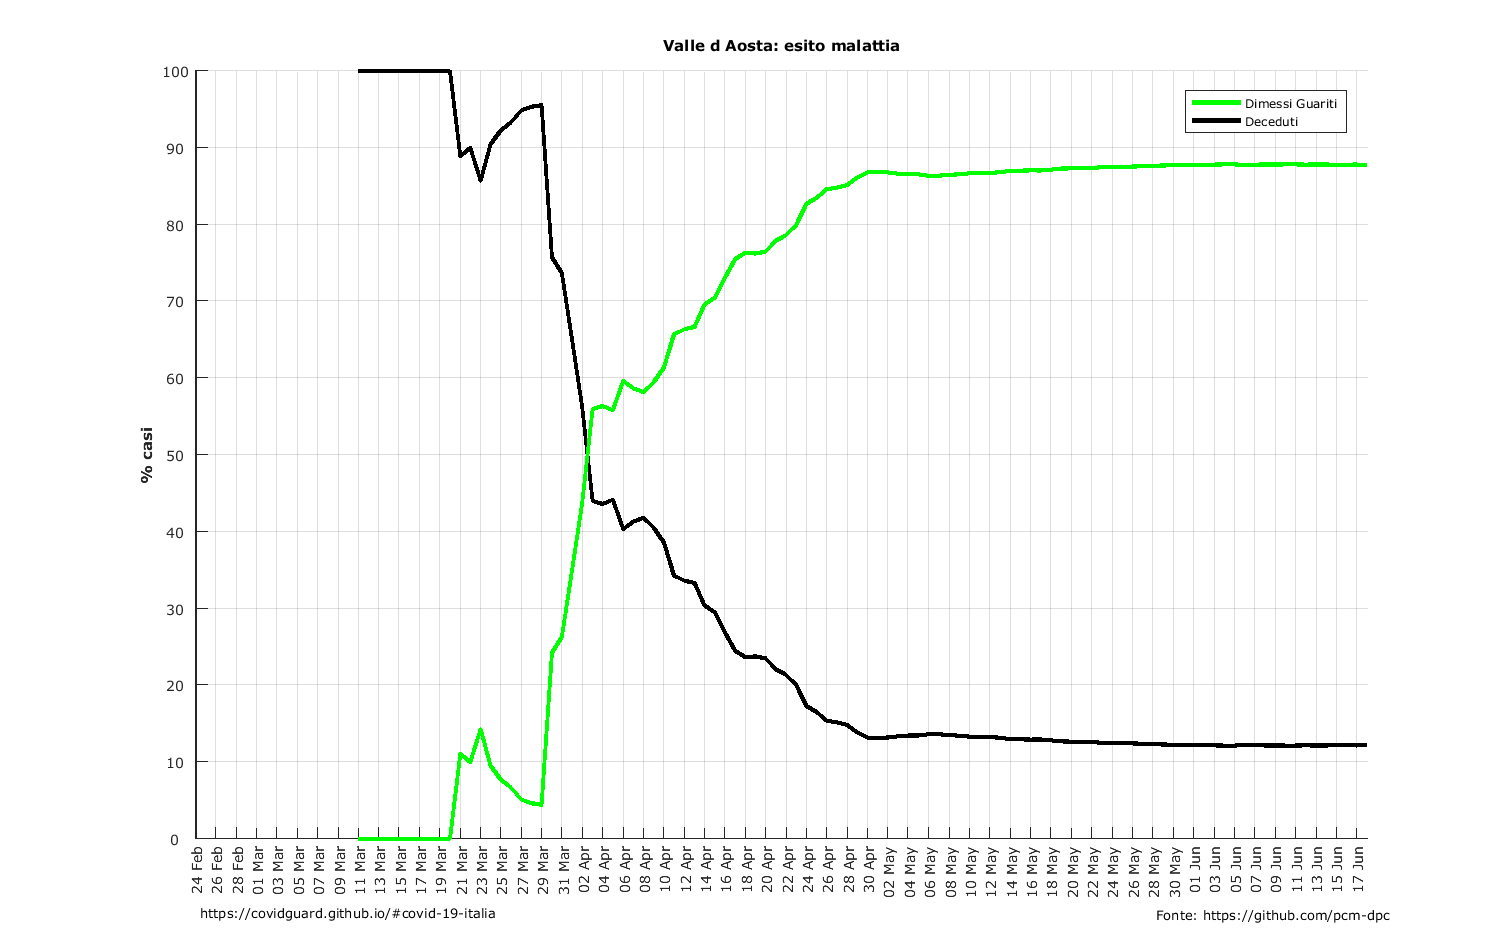 Valle d Aosta: esito malattia
Dimessi Guariti
Deceduti
% casi
100
90
80
70
60
50
40
30
20
10
0
24 Feb
26 Feb
28 Feb
01 Mar
03 Mar
05 Mar
07 Mar
09 Mar
11 Mar
13 Mar
15 Mar
17 Mar
19 Mar
21 Mar
23 Mar
25 Mar
27 Mar
29 Mar
31 Mar
02 Apr
04 Apr
06 Apr
08 Apr
10 Apr
12 Apr
14 Apr
16 Apr
18 Apr
20 Apr
22 Apr
24 Apr
26 Apr
28 Apr
30 Apr
02 May
04 May
06 May
08 May
10 May
12 May
14 May
16 May
18 May
20 May
22 May
24 May
26 May
28 May
30 May
01 Jun
03 Jun
05 Jun
07 Jun
09 Jun
11 Jun
13 Jun
15 Jun
17 Jun
https://covidguard.github.io/#covid-19-italia
Fonte: https://github.com/pcm-dpc